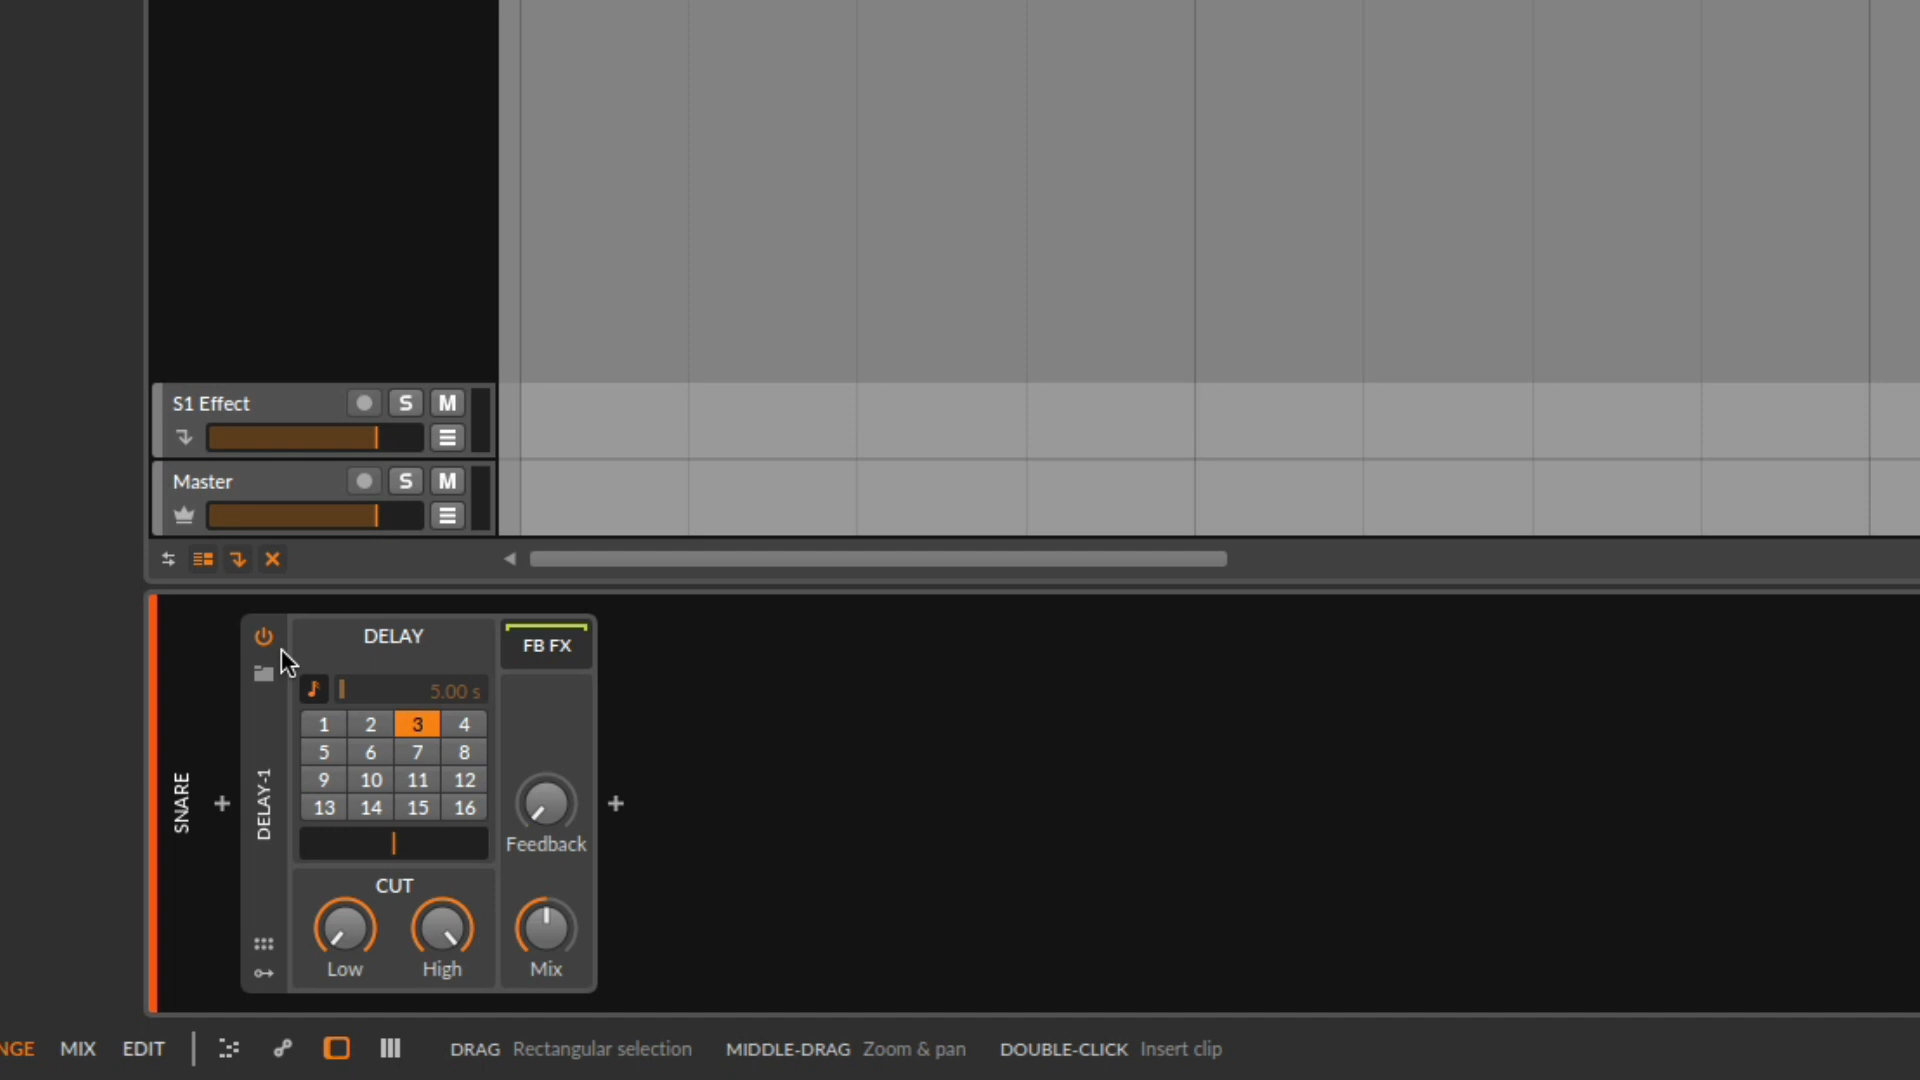 S1 Effect
S
M
Master
S
M
DELAY
FB FX
5.00 s
1 2 3 4
5 6 7 8
9 10 11 12
13 14 15 16
SNARE
DELAY-1
Feedback
CUT
Low High Mix
NGE MIX EDIT DRAG Rectangular selection MIDDLE-DRAG Zoom & pan DOUBLE-CLICK Insert clip